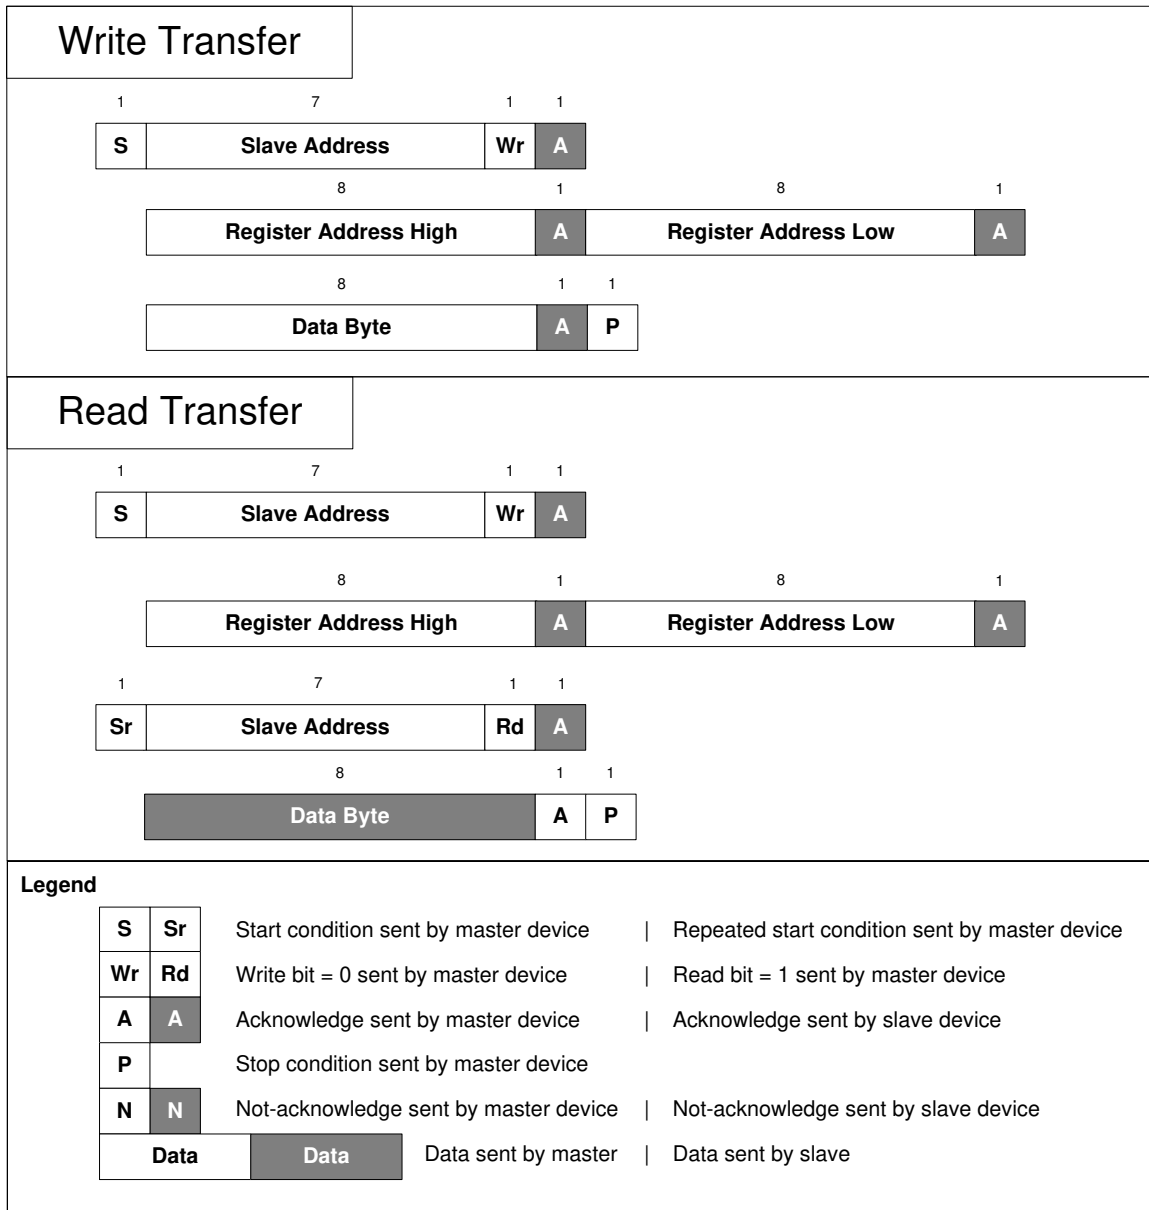 Write Transfer
1 7 1 1
S Slave Address Wr A
8 1 8 1
Register Address High A Register Address Low A
8 1 1
Data Byte A P
Read Transfer
1 7 1 1
S Slave Address Wr A
8 1 8 1
Register Address High A Register Address Low A
1 7 1 1
Sr Slave Address Rd A
8 1 1
Data Byte A P
Legend
S Sr Start condition sent by master device | Repeated start condition sent by master device
Wr Rd Write bit = 0 sent by master device | Read bit = 1 sent by master device
A A Acknowledge sent by master device | Acknowledge sent by slave device
P Stop condition sent by master device
N N Not-acknowledge sent by master device | Not-acknowledge sent by slave device
Data Data Data sent by master | Data sent by slave